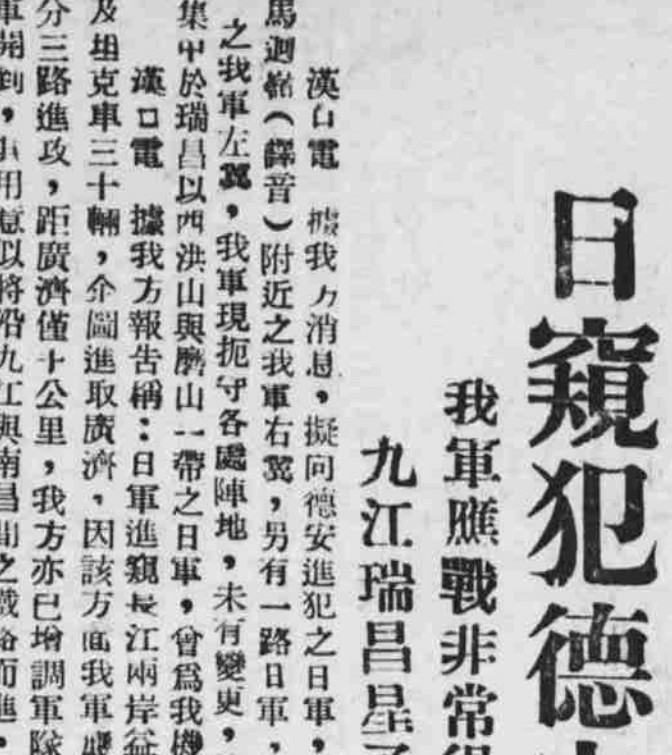 日窺犯德
我軍應戰非常
九江瑞昌星子
漢口電 據我方消息，擬向德安進犯之日軍，
馬迴嶺（譯音）附近之我軍右翼，另有一路日軍，
之我軍左翼，我軍現扼守各處陣地，未有變更，
集中於瑞昌以西洪山與磨山一帶之日軍，曾爲我機
漢口電 據我方報告稱：日軍進窺長江兩岸益
及坦克車三十輛，企圖進取廣濟，因該方面我軍
分三路進攻，距廣濟僅十公里，我方亦已增調軍隊
軍開到，用意以將沿九江與南昌間之鐵路而進，